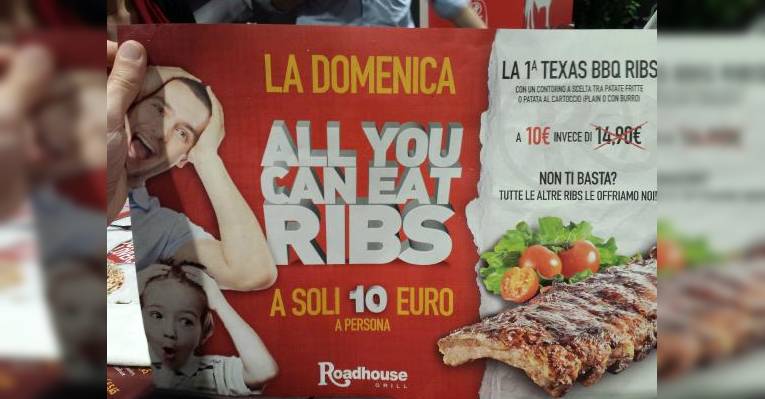 LA DOMENICA
ALL YOU
CAN EAT
RIBS
A SOLI 10 EURO
A PERSONA
Roadhouse
GRILL
LA 1ª TEXAS BBQ RIBS
CON UN CONTORNO A SCELTA TRA PATATE FRITTE
O PATATA AL CARTOCCIO (PLAIN O CON BURRO)
A 10€ INVECE DI 14,90€
NON TI BASTA?
TUTTE LE ALTRE RIBS LE OFFRIAMO NOI!